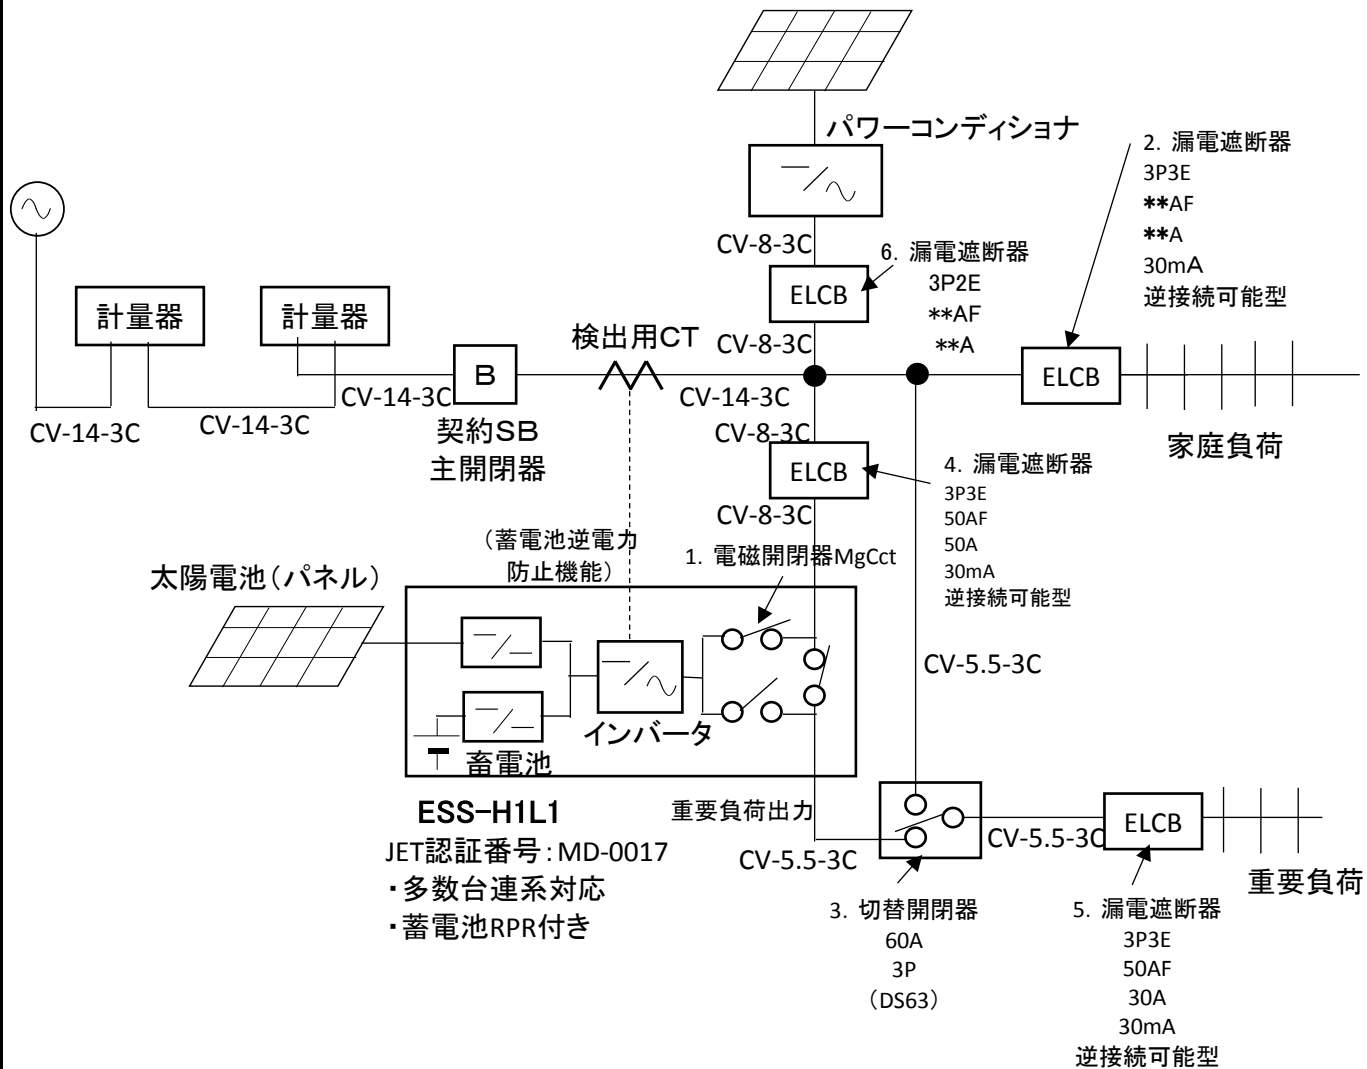 パワーコンディショナ
2. 漏電遮断器
3P3E
**AF
**A
30mA
逆接続可能型
CV-8-3C
6. 漏電遮断器
3P2E
**AF
**A
ELCB
計量器
計量器
検出用CT
CV-8-3C
B
ELCB
CV-14-3C
CV-14-3C
CV-14-3C
CV-14-3C
契約SB
主開閉器
CV-8-3C
家庭負荷
ELCB
4. 漏電遮断器
3P3E
50AF
50A
30mA
逆接続可能型
CV-8-3C
（蓄電池逆電力
防止機能）
1. 電磁開閉器MgCct
太陽電池（パネル）
CV-5.5-3C
インバータ
畜電池
ESS-H1L1
JET認証番号：MD-0017
・多数台連系対応
・蓄電池RPR付き
重要負荷出力
CV-5.5-3C
CV-5.5-3C
ELCB
重要負荷
3. 切替開閉器
60A
3P
（DS63）
5. 漏電遮断器
3P3E
50AF
30A
30mA
逆接続可能型